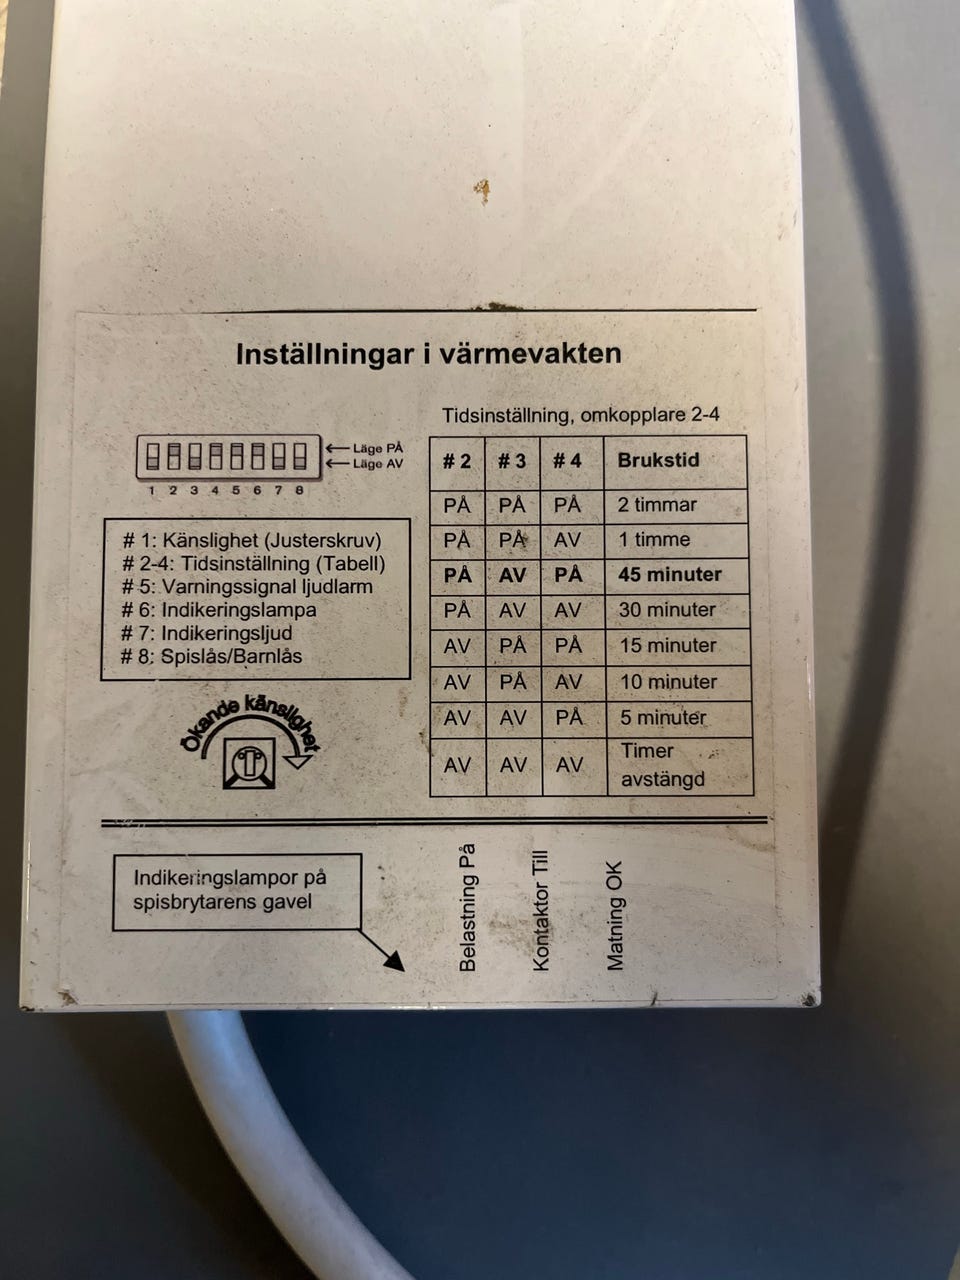 Inställningar i värmevakten
Tidsinställning, omkopplare 2-4
Läge PÅ
Läge AV
1 2 3 4 5 6 7 8
# 1: Känslighet (Justerskruv)
# 2-4: Tidsinställning (Tabell)
# 5: Varningssignal ljudlarm
# 6: Indikeringslampa
# 7: Indikeringsljud
# 8: Spislås/Barnlås
Ökande känslighet
# 2 # 3 # 4 Brukstid
PÅ PÅ PÅ 2 timmar
PÅ PÅ AV 1 timme
PÅ AV PÅ 45 minuter
PÅ AV AV 30 minuter
AV PÅ PÅ 15 minuter
AV PÅ AV 10 minuter
AV AV PÅ 5 minuter
AV AV AV Timer
avstängd
Indikeringslampor på
spisbrytarens gavel
Belastning På
Kontaktor Till
Matning OK